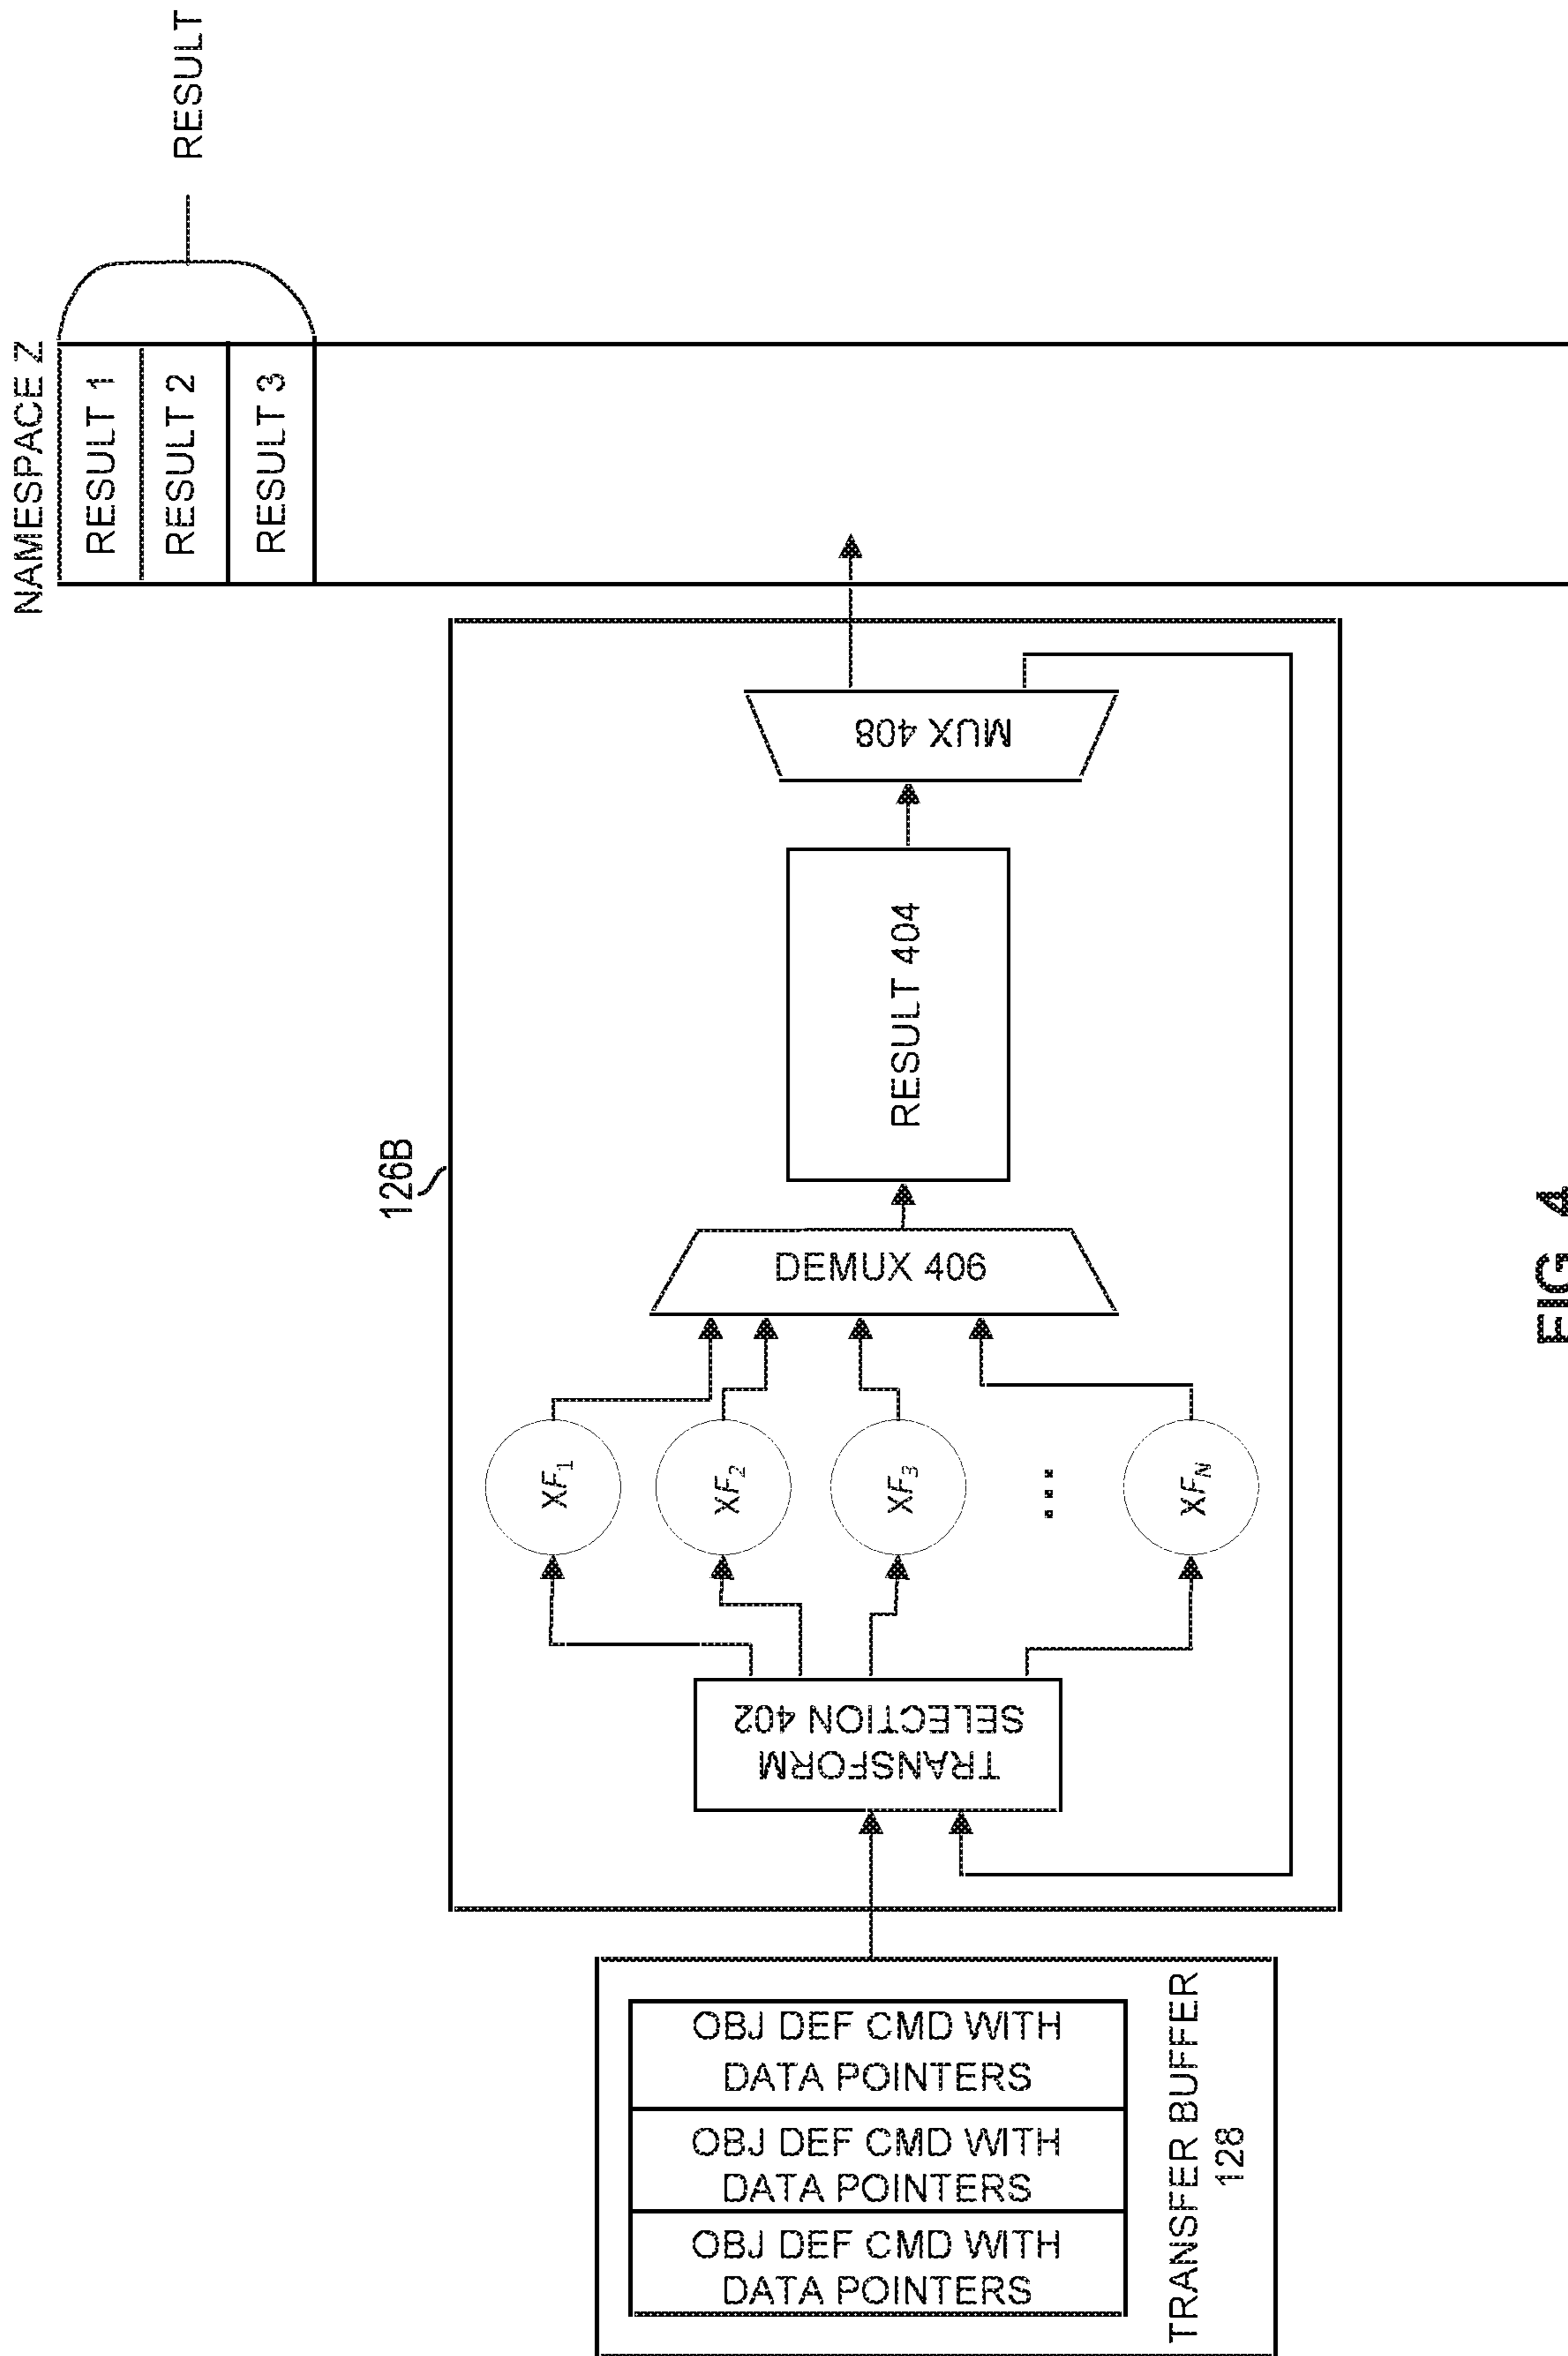 NAMESPACE Z
RESULT 1
RESULT 2
RESULT 3
RESULT
126B
OBJ DEF CMD WITH
DATA POINTERS
OBJ DEF CMD WITH
DATA POINTERS
OBJ DEF CMD WITH
DATA POINTERS
TRANSFER BUFFER
128
TRANSFORM
SELECTION 402
XF1
XF2
XF3
...
XFN
DEMUX 406
RESULT 404
MUX 408
FIG. 4